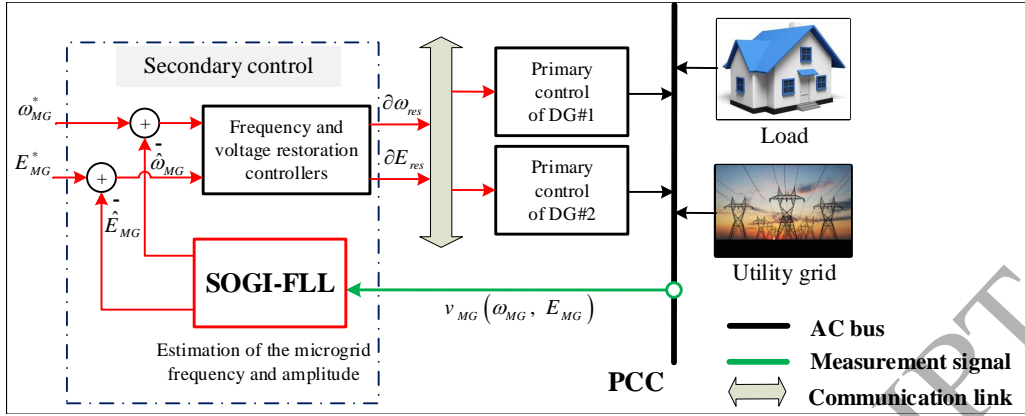 Secondary control
ω*MG
E*MG
+
+
-
-
ω̂MG
ÊMG
Frequency and
voltage restoration
controllers
∂ωres
∂Eres
Primary
control
of DG#1
Primary
control
of DG#2
Load
Utility grid
SOGI-FLL
vMG(ωMG, EMG)
Estimation of the microgrid
frequency and amplitude
PCC
AC bus
Measurement signal
Communication link